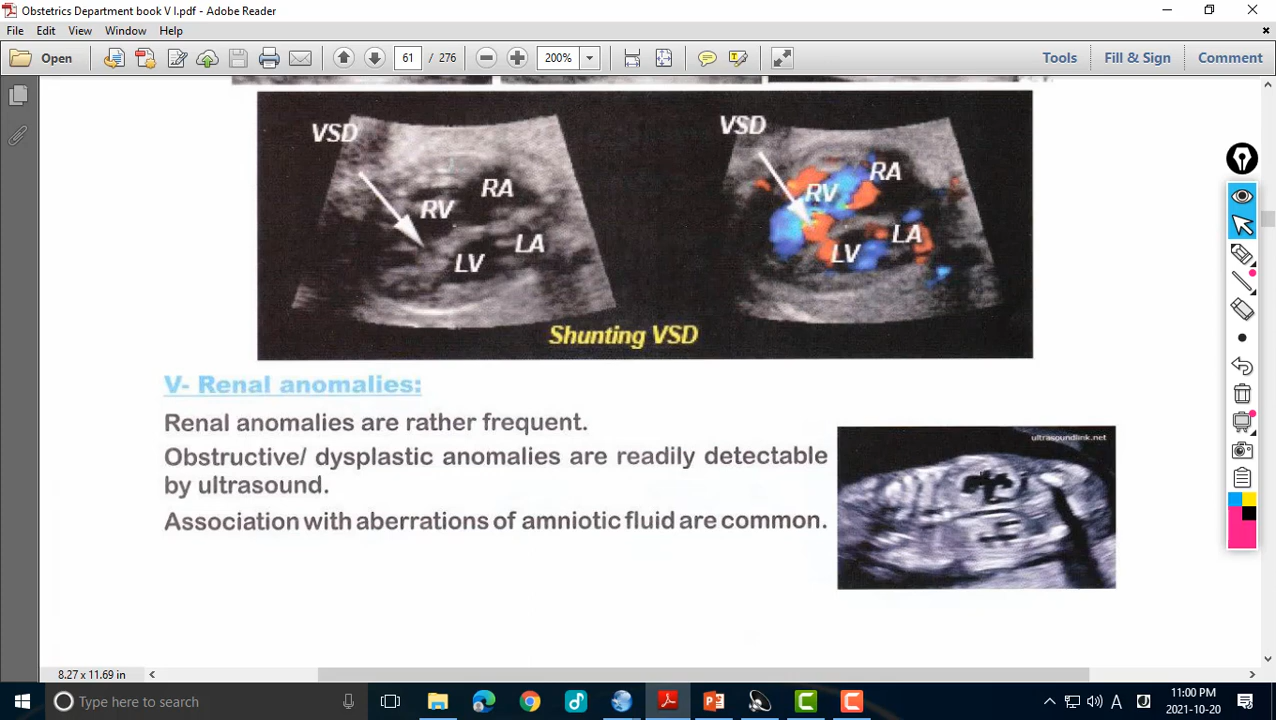 Obstetrics Department book V I.pdf - Adobe Reader
File Edit View Window Help
Open 61 / 276 200% Tools Fill & Sign Comment
VSD RV RA LV LA
VSD RV RA LV LA
Shunting VSD
V- Renal anomalies:
Renal anomalies are rather frequent.
Obstructive/ dysplastic anomalies are readily detectable
by ultrasound.
Association with aberrations of amniotic fluid are common.
ultrasoundlink.net
8.27 x 11.69 in
Type here to search
A
11:00 PM
2021-10-20